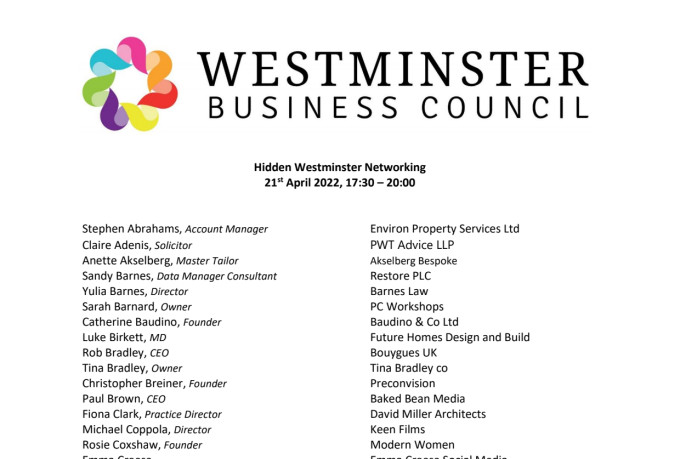 WESTMINSTER
BUSINESS COUNCIL
Hidden Westminster Networking
21st April 2022, 17:30 – 20:00
Stephen Abrahams, Account Manager Environ Property Services Ltd
Claire Adenis, Solicitor PWT Advice LLP
Anette Akselberg, Master Tailor Akselberg Bespoke
Sandy Barnes, Data Manager Consultant Restore PLC
Yulia Barnes, Director Barnes Law
Sarah Barnard, Owner PC Workshops
Catherine Baudino, Founder Baudino & Co Ltd
Luke Birkett, MD Future Homes Design and Build
Rob Bradley, CEO Bouygues UK
Tina Bradley, Owner Tina Bradley co
Christopher Breiner, Founder Preconvision
Paul Brown, CEO Baked Bean Media
Fiona Clark, Practice Director David Miller Architects
Michael Coppola, Director Keen Films
Rosie Coxshaw, Founder Modern Women